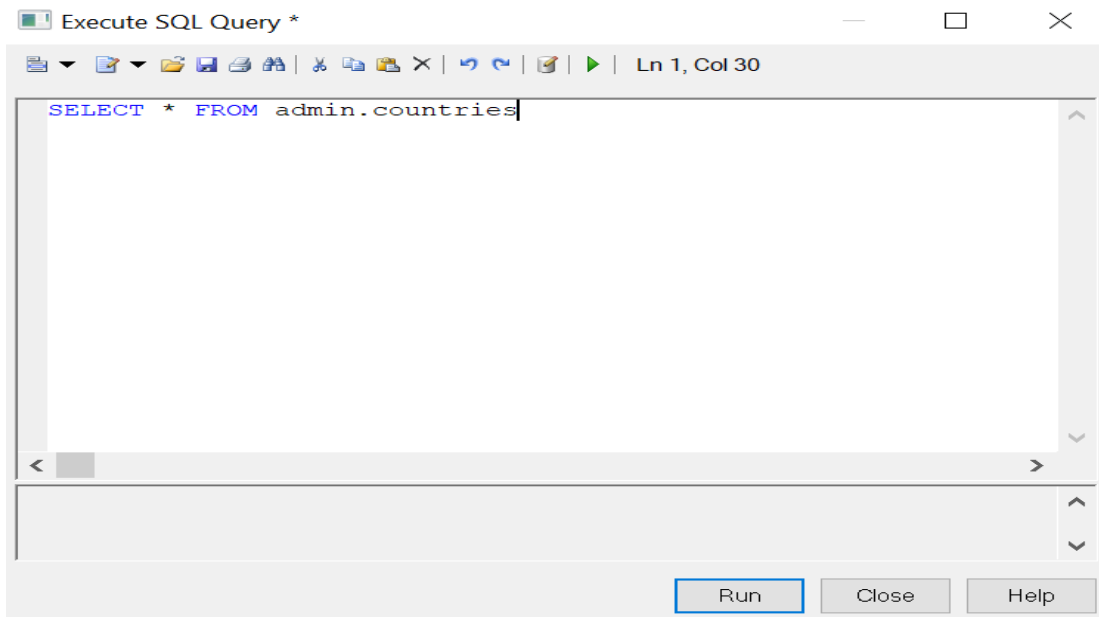 Execute SQL Query *
Ln 1, Col 30
SELECT * FROM admin.countries
Run Close Help